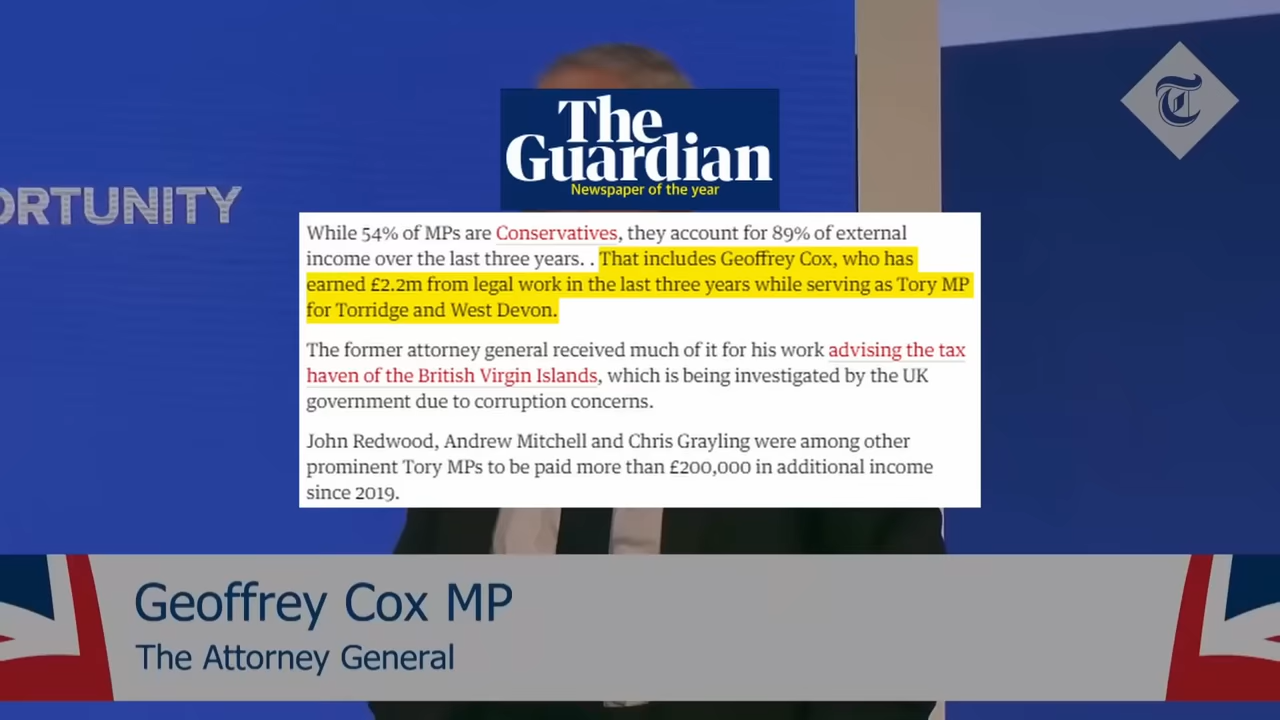 The
Guardian
Newspaper of the year
T
ORTUNITY
While 54% of MPs are Conservatives, they account for 89% of external
income over the last three years. . That includes Geoffrey Cox, who has
earned £2.2m from legal work in the last three years while serving as Tory MP
for Torridge and West Devon.
The former attorney general received much of it for his work advising the tax
haven of the British Virgin Islands, which is being investigated by the UK
government due to corruption concerns.
John Redwood, Andrew Mitchell and Chris Grayling were among other
prominent Tory MPs to be paid more than £200,000 in additional income
since 2019.
Geoffrey Cox MP
The Attorney General